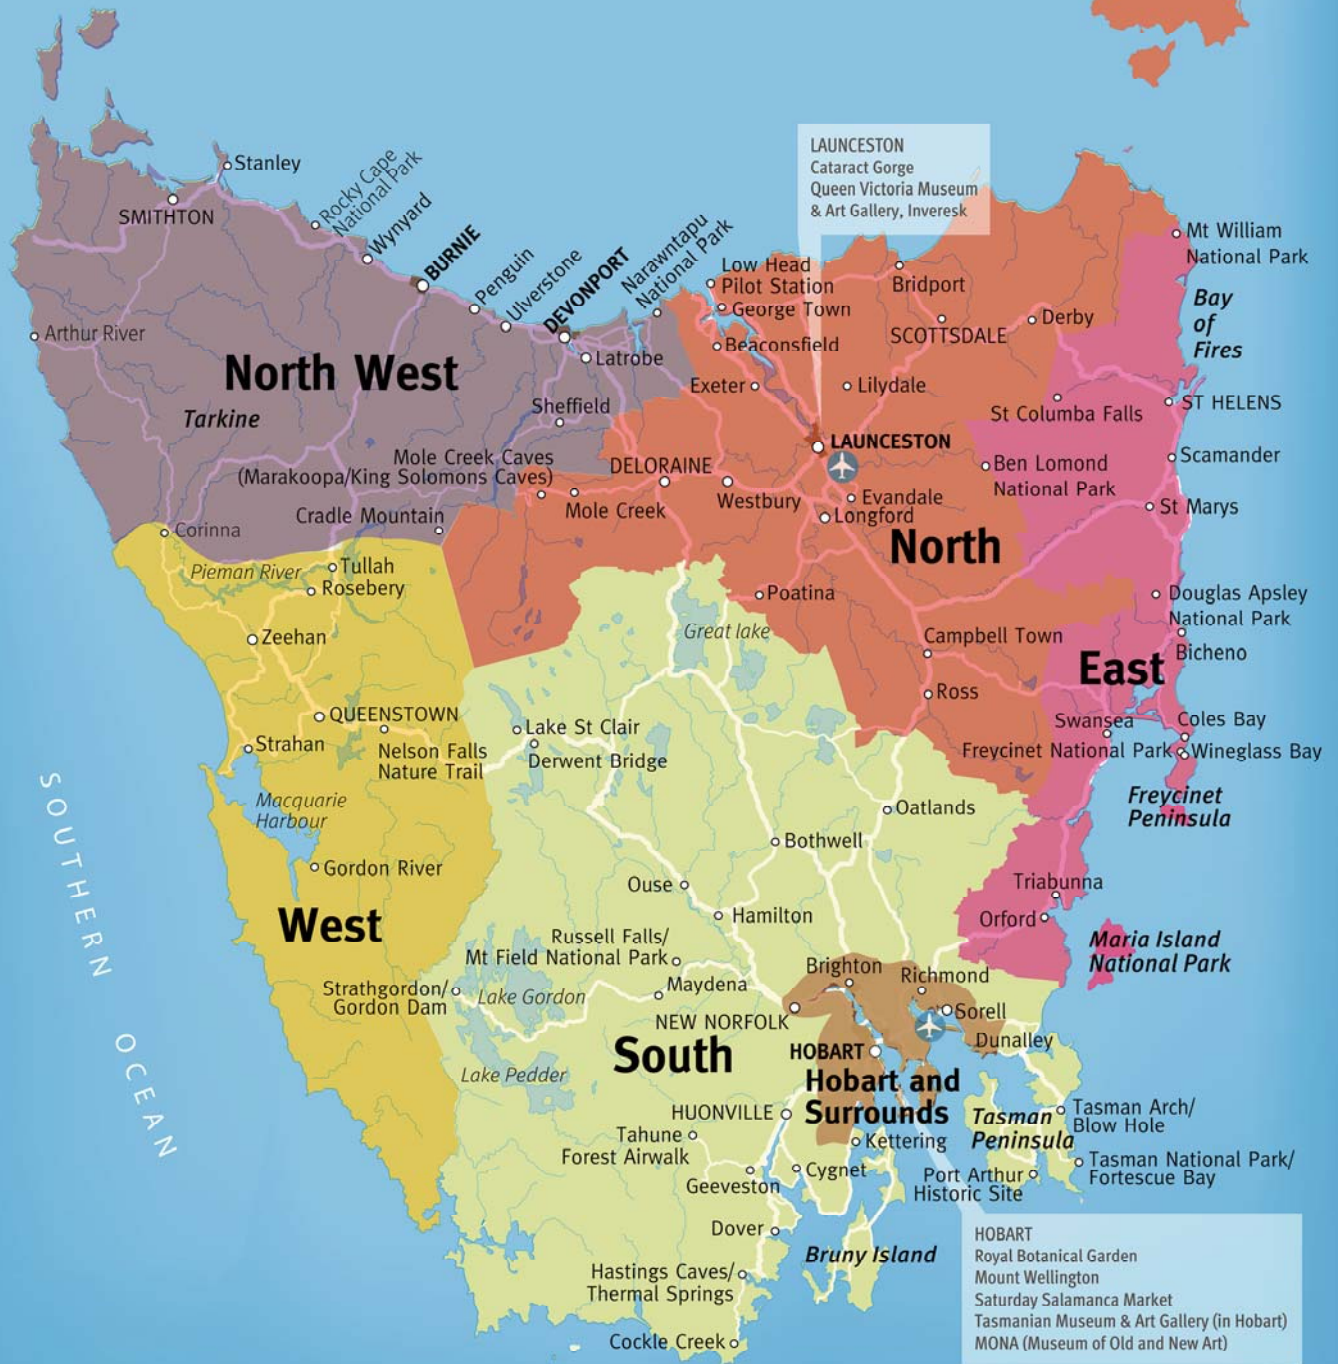 LAUNCESTON
Cataract Gorge
Queen Victoria Museum
& Art Gallery, Inveresk
Stanley
SMITHTON
Rocky Cape
National Park
Wynyard
BURNIE
Penguin
Ulverstone
DEVONPORT
Narawntapu
National Park
Latrobe
Sheffield
Arthur River
North West
Tarkine
Mole Creek Caves
(Marakoopa/King Solomons Caves)
Cradle Mountain
Corinna
Low Head
Pilot Station
George Town
Beaconsfield
Exeter
Lilydale
Bridport
SCOTTSDALE
Derby
Mt William
National Park
Bay
of
Fires
St Columba Falls
ST HELENS
Scamander
LAUNCESTON
Ben Lomond
National Park
St Marys
DELORAINE
Westbury
Mole Creek
Evandale
Longford
North
Poatina
Douglas Apsley
National Park
Bicheno
Campbell Town
East
Ross
Swansea
Coles Bay
Freycinet National Park
Wineglass Bay
Freycinet
Peninsula
Pieman River
Tullah
Rosebery
Zeehan
QUEENSTOWN
Strahan
Nelson Falls
Nature Trail
Macquarie
Harbour
Gordon River
West
SOUTHERN OCEAN
Great lake
Lake St Clair
Derwent Bridge
Oatlands
Bothwell
Ouse
Hamilton
Triabunna
Orford
Maria Island
National Park
Russell Falls/
Mt Field National Park
Maydena
Strathgordon/
Gordon Dam
Lake Gordon
Lake Pedder
Brighton
Richmond
Sorell
NEW NORFOLK
Dunalley
South
HOBART
Hobart and
Surrounds
HUONVILLE
Tahune
Forest Airwalk
Kettering
Tasman
Peninsula
Tasman Arch/
Blow Hole
Tasman National Park/
Fortescue Bay
Port Arthur
Historic Site
Geeveston
Cygnet
Dover
Bruny Island
Hastings Caves/
Thermal Springs
Cockle Creek
HOBART
Royal Botanical Garden
Mount Wellington
Saturday Salamanca Market
Tasmanian Museum & Art Gallery (in Hobart)
MONA (Museum of Old and New Art)